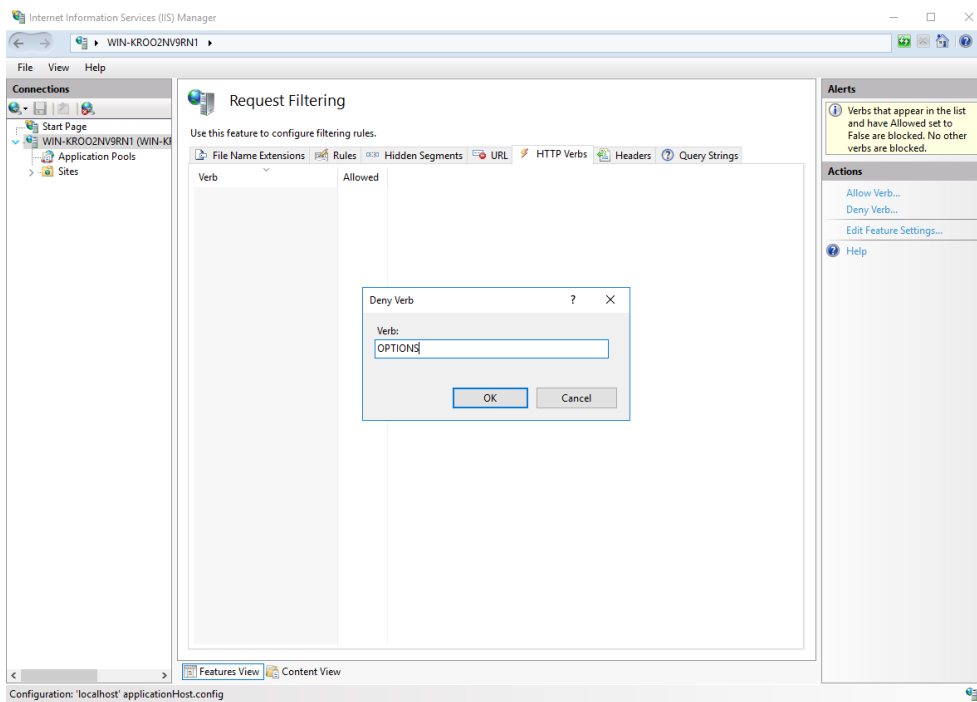 Internet Information Services (IIS) Manager
WIN-KROO2NV9RN1
File View Help
Connections
Start Page
WIN-KROO2NV9RN1 (WIN-KR
Application Pools
Sites
Request Filtering
Use this feature to configure filtering rules.
File Name Extensions Rules Hidden Segments URL HTTP Verbs Headers Query Strings
Verb Allowed
Deny Verb ?
Verb:
OPTIONS
OK Cancel
Features View Content View
Alerts
Verbs that appear in the list
and have Allowed set to
False are blocked. No other
verbs are blocked.
Actions
Allow Verb...
Deny Verb...
Edit Feature Settings...
Help
Configuration: 'localhost' applicationHost.config